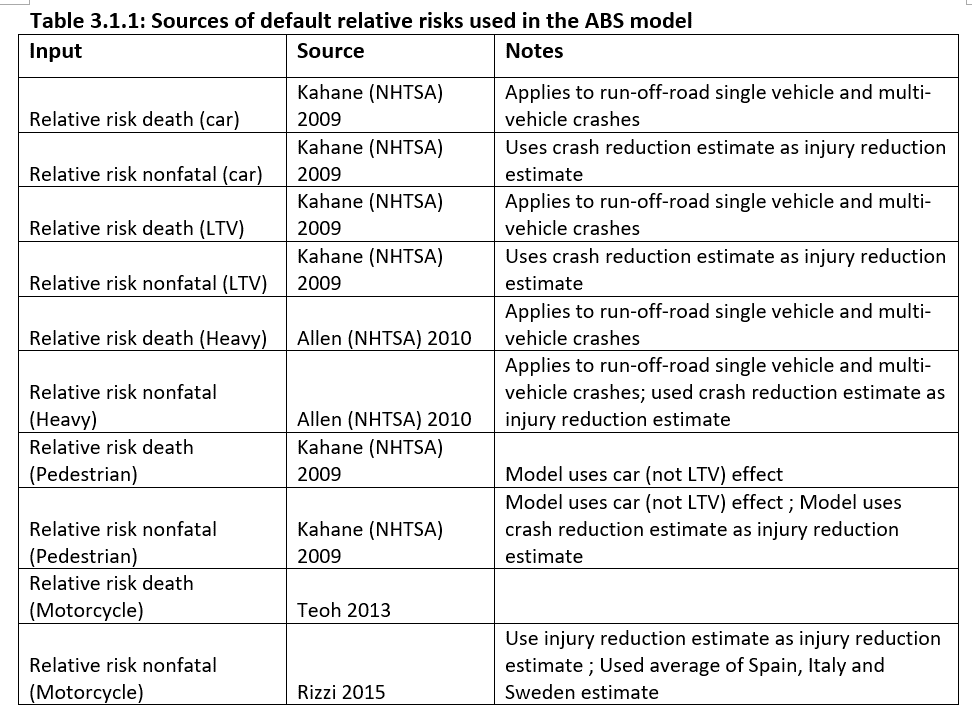 Table 3.1.1: Sources of default relative risks used in the ABS model
Input
Source
Notes
Relative risk death (car)
Kahane (NHTSA)
2009
Applies to run-off-road single vehicle and multi-
vehicle crashes
Relative risk nonfatal (car)
Kahane (NHTSA)
2009
Uses crash reduction estimate as injury reduction
estimate
Relative risk death (LTV)
Kahane (NHTSA)
2009
Applies to run-off-road single vehicle and multi-
vehicle crashes
Relative risk nonfatal (LTV)
Kahane (NHTSA)
2009
Uses crash reduction estimate as injury reduction
estimate
Relative risk death (Heavy)
Allen (NHTSA) 2010
Applies to run-off-road single vehicle and multi-
vehicle crashes
Relative risk nonfatal
(Heavy)
Allen (NHTSA) 2010
Applies to run-off-road single vehicle and multi-
vehicle crashes; used crash reduction estimate as
injury reduction estimate
Relative risk death
(Pedestrian)
Kahane (NHTSA)
2009
Model uses car (not LTV) effect
Relative risk nonfatal
(Pedestrian)
Kahane (NHTSA)
2009
Model uses car (not LTV) effect ; Model uses
crash reduction estimate as injury reduction
estimate
Relative risk death
(Motorcycle)
Teoh 2013
Relative risk nonfatal
(Motorcycle)
Rizzi 2015
Use injury reduction estimate as injury reduction
estimate ; Used average of Spain, Italy and
Sweden estimate